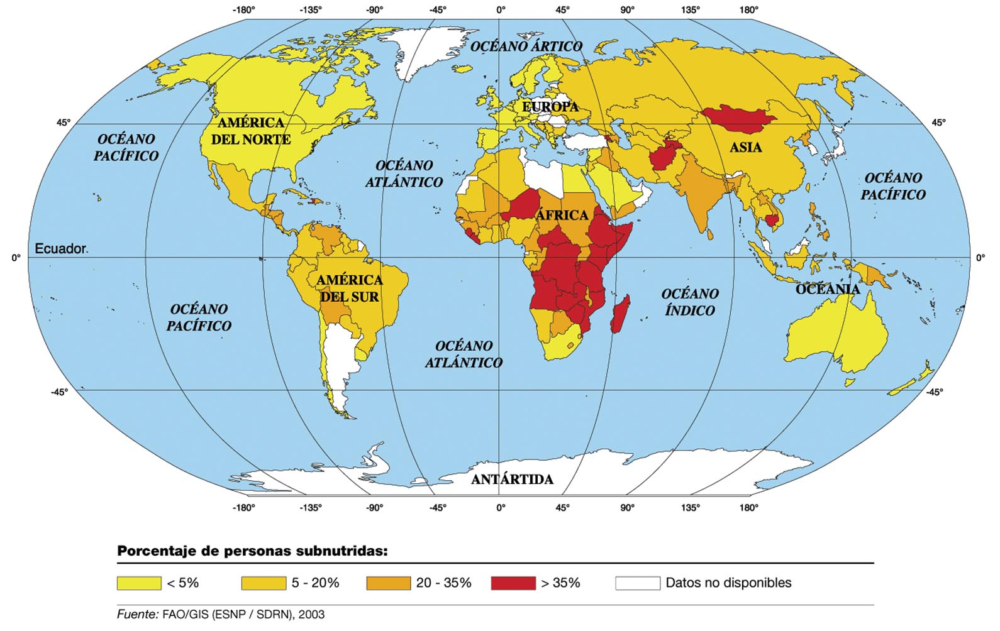 -180° -135° -90° -45° 0° 45° 90° 135° 180°
OCÉANO ÁRTICO
EUROPA
AMÉRICA
DEL NORTE
45°
45°
OCÉANO
PACÍFICO
ASIA
OCÉANO
ATLÁNTICO
OCÉANO
PACÍFICO
ÁFRICA
Ecuador
0°
0°
AMÉRICA
DEL SUR
OCÉANIA
OCÉANO
ÍNDICO
OCÉANO
PACÍFICO
OCÉANO
ATLÁNTICO
-45°
-45°
ANTÁRTIDA
-180° -135° -90° -45° 0° 45° 90° 135° 180°
Porcentaje de personas subnutridas:
< 5% 5 - 20% 20 - 35% > 35% Datos no disponibles
Fuente: FAO/GIS (ESNP / SDRN), 2003